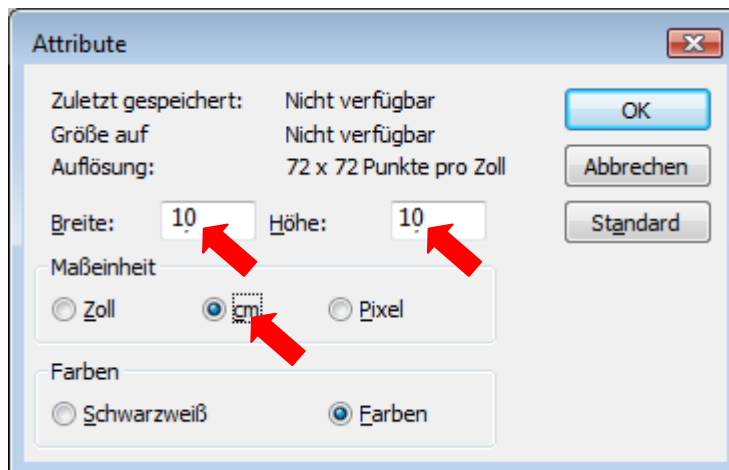 Attribute
Zuletzt gespeichert: Nicht verfügbar
Größe auf Nicht verfügbar
Auflösung: 72 x 72 Punkte pro Zoll
OK
Abbrechen
Standard
Breite: 10 Höhe: 10
Maßeinheit
Zoll cm Pixel
Farben
Schwarzweiß Farben